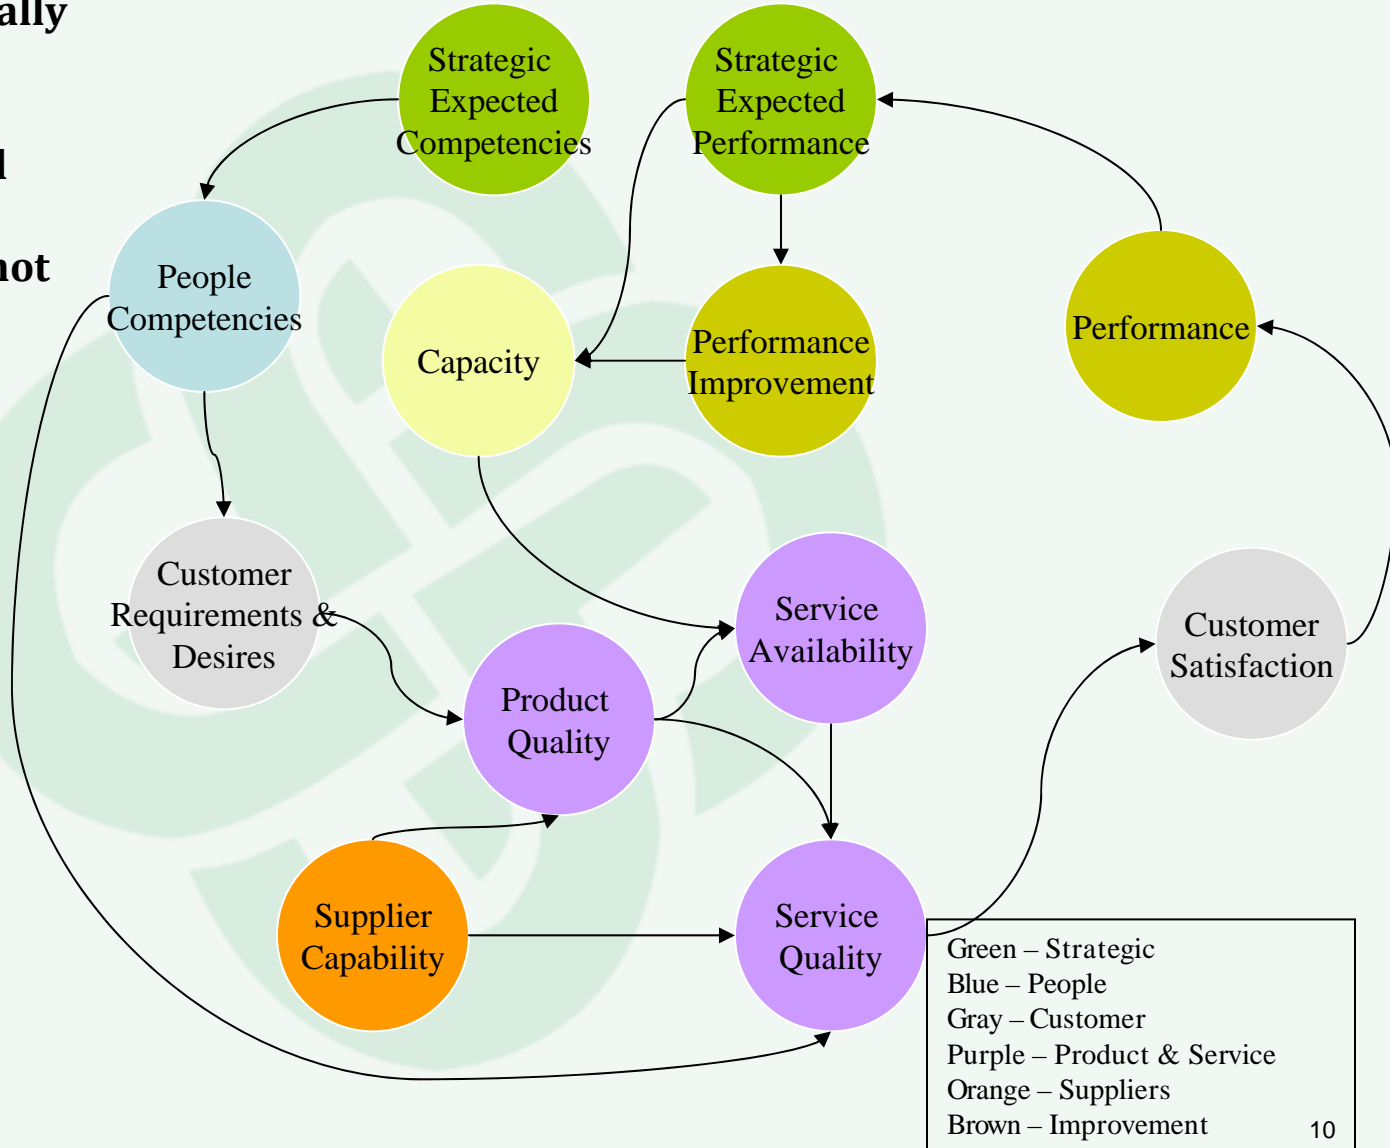 ally
l
not
Strategic
Expected
Competencies
Strategic
Expected
Performance
People
Competencies
Capacity
Performance
Improvement
Performance
Customer
Requirements &
Desires
Product
Quality
Service
Availability
Customer
Satisfaction
Supplier
Capability
Service
Quality
Green – Strategic
Blue – People
Gray – Customer
Purple – Product & Service
Orange – Suppliers
Brown – Improvement
10